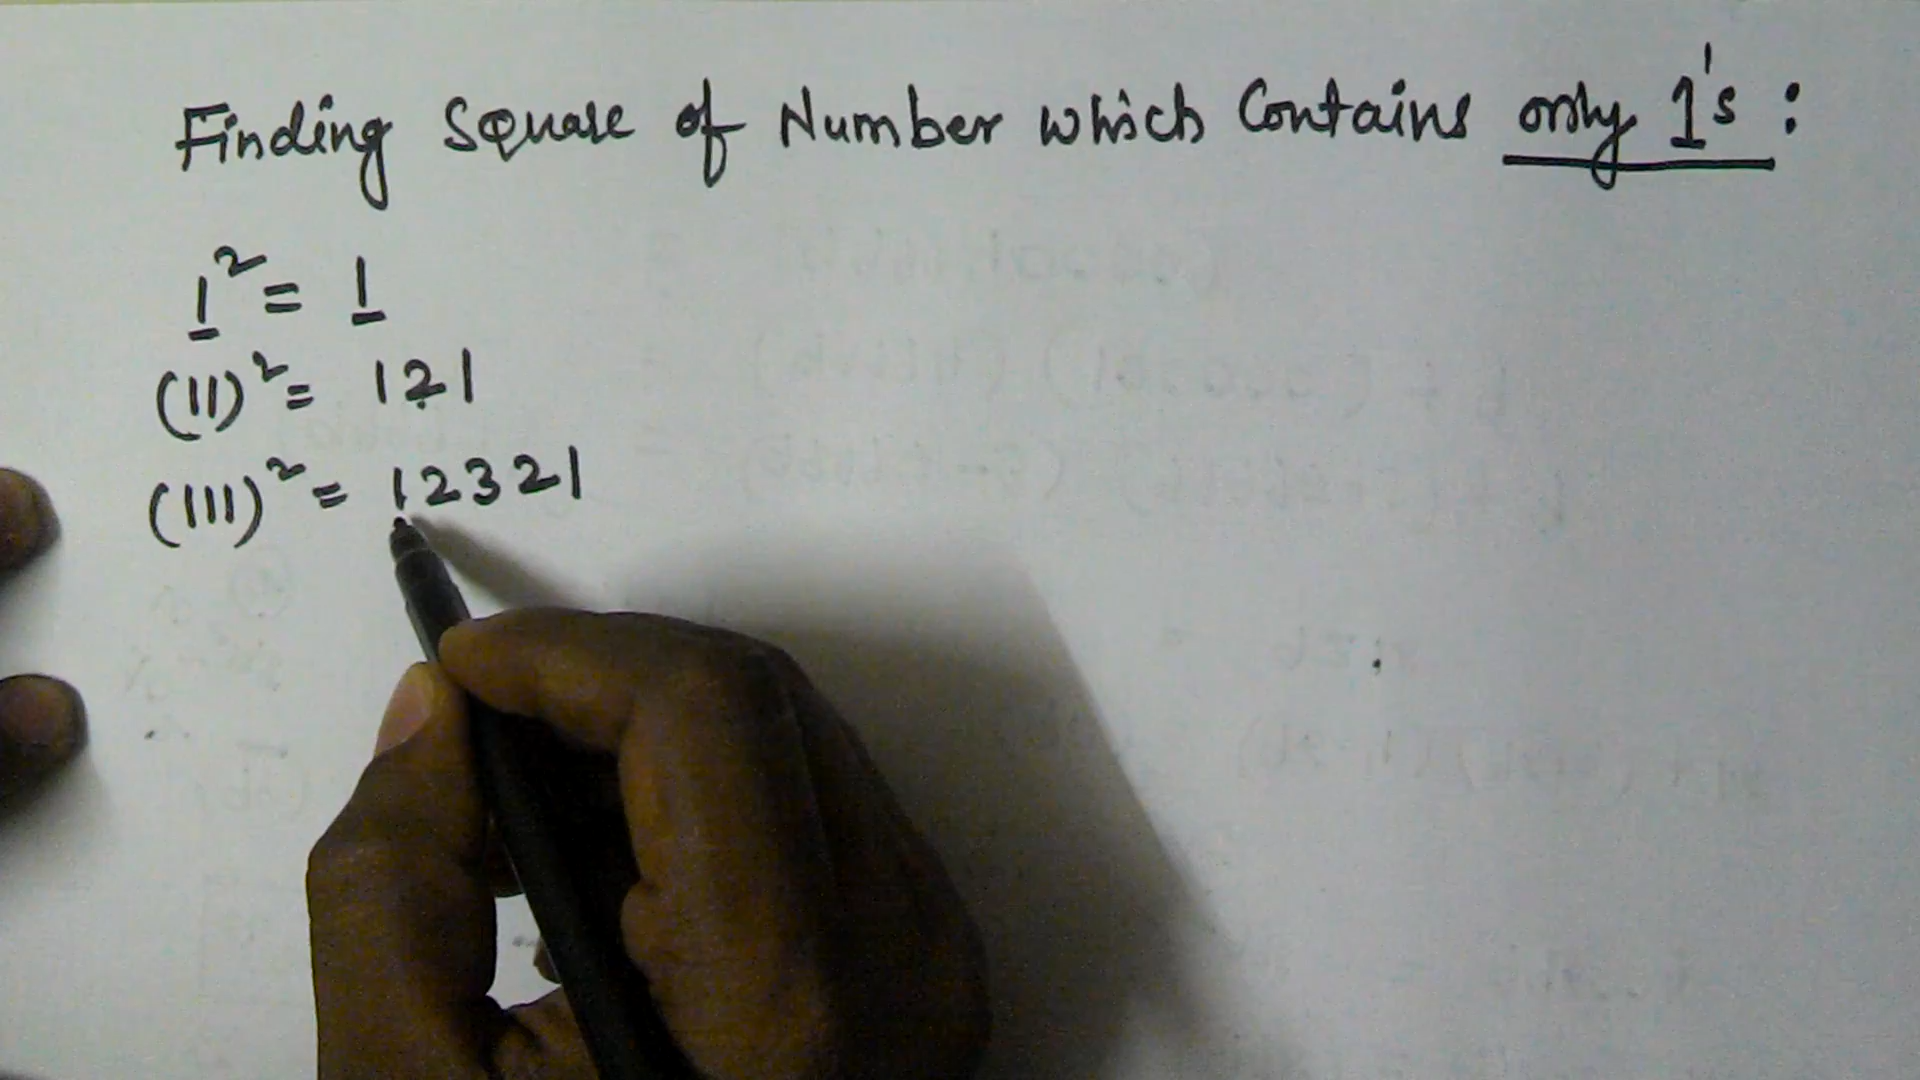 Finding Square of Number which Contains only 1's :
1² = 1
(11)² = 121
(111)² = 12321